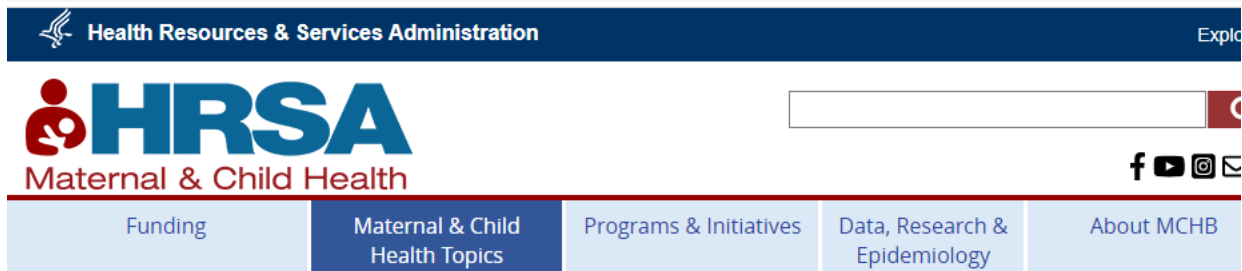 Health Resources & Services Administration
Explo
HRSA
Maternal & Child Health
Funding
Maternal & Child
Health Topics
Programs & Initiatives
Data, Research &
Epidemiology
About MCHB